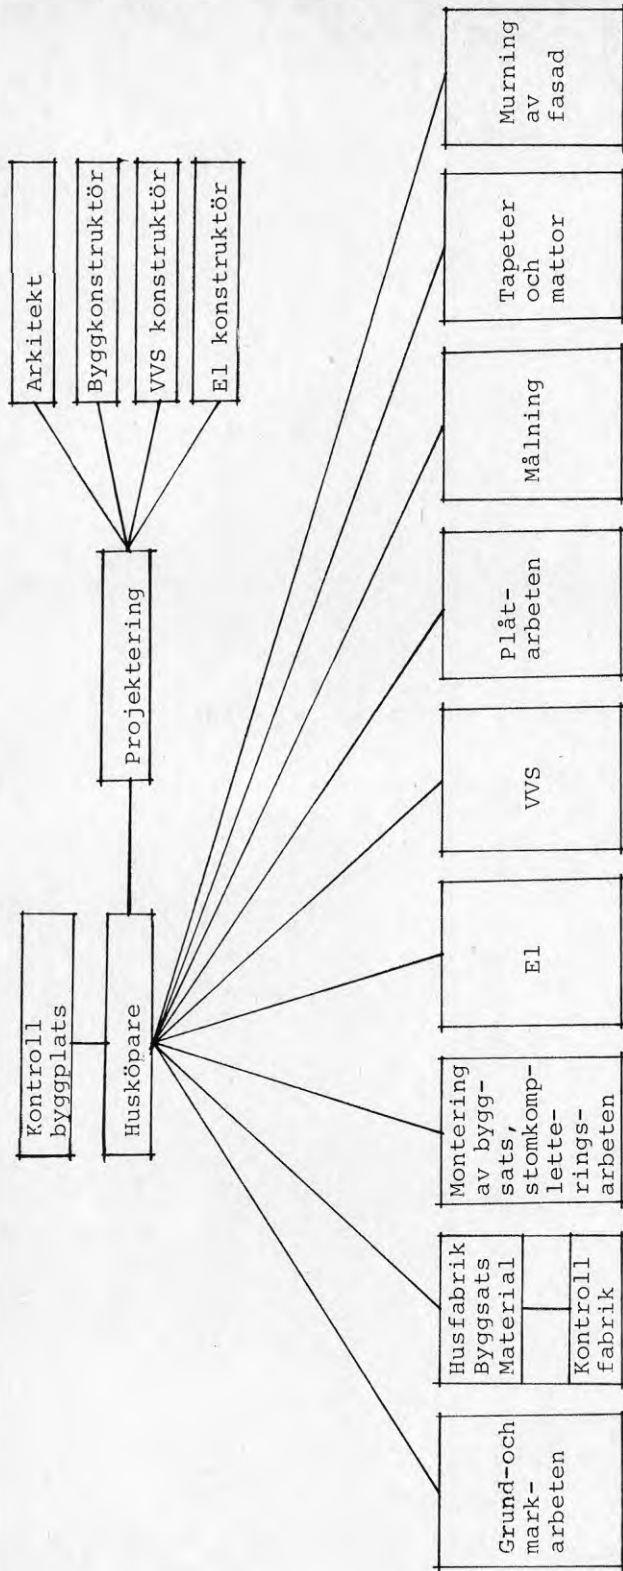 Kontroll
byggplats
Husköpare
Projektering
Arkitekt
Byggkonstruktör
VVS konstruktör
El konstruktör
Grund-och
mark-
arbeten
Husfabrik
Byggsats
Material
Kontroll
fabrik
Montering
av bygg-
sats,
stomkomp-
lette-
rings-
arbeten
El
VVS
Plåt-
arbeten
Målning
Tapeter
och
mattor
Murning
av
fasad